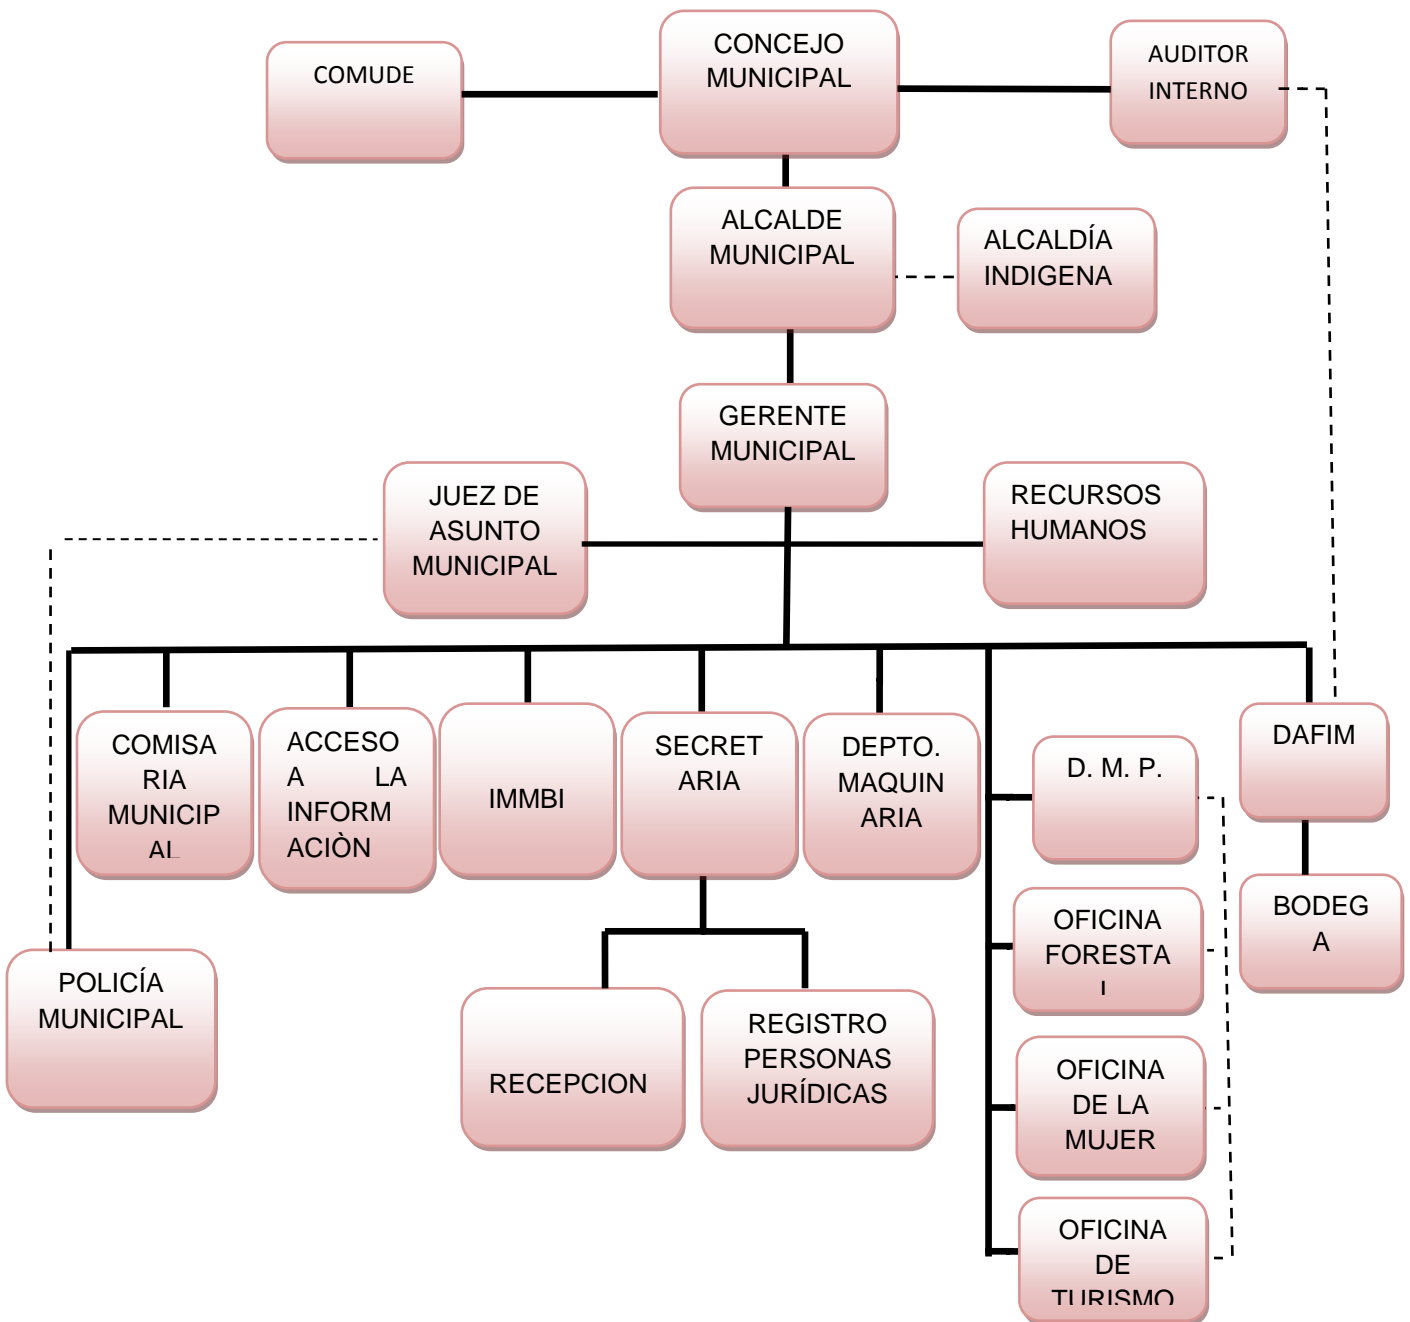 COMUDE
CONCEJO
MUNICIPAL
AUDITOR
INTERNO
ALCALDE
MUNICIPAL
ALCALDÍA
INDIGENA
GERENTE
MUNICIPAL
JUEZ DE
ASUNTO
MUNICIPAL
RECURSOS
HUMANOS
COMISA
RIA
MUNICIP
AL
ACCESO
A LA
INFORM
ACIÒN
IMMBI
SECRET
ARIA
DEPTO.
MAQUIN
ARIA
D. M. P.
DAFIM
OFICINA
FORESTA
L
BODEG
A
POLICÍA
MUNICIPAL
RECEPCION
REGISTRO
PERSONAS
JURÍDICAS
OFICINA
DE LA
MUJER
OFICINA
DE
TURISMO